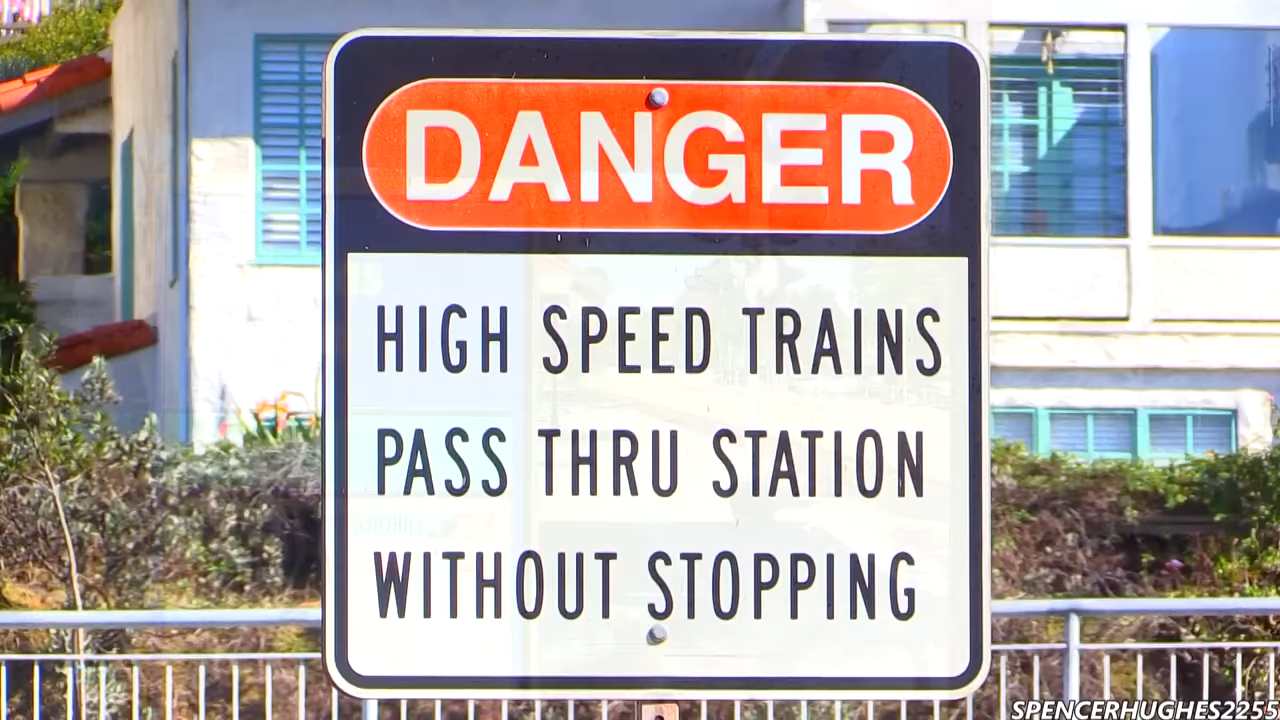 DANGER
HIGH SPEED TRAINS
PASS THRU STATION
WITHOUT STOPPING
SPENCERHUGHES2255